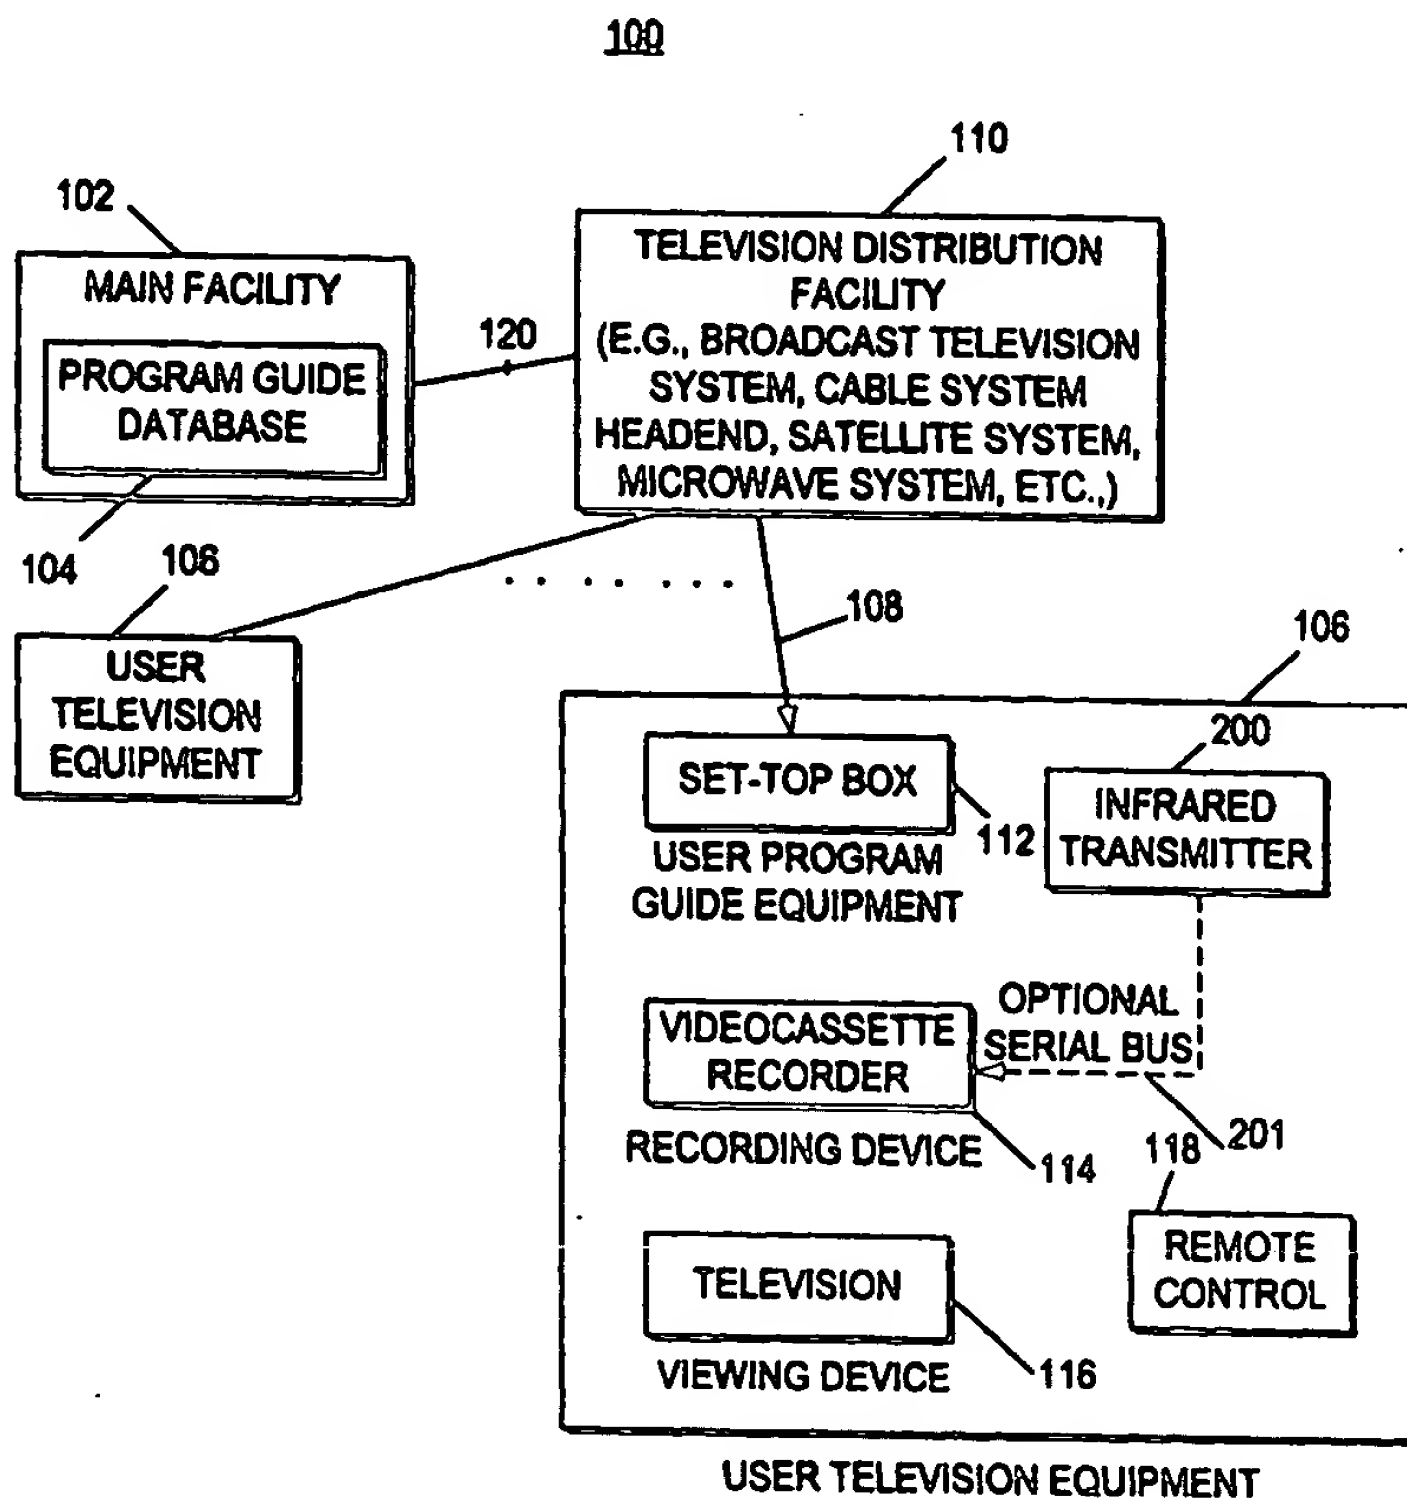 100
110
102
TELEVISION DISTRIBUTION
FACILITY
(E.G., BROADCAST TELEVISION
SYSTEM, CABLE SYSTEM
HEADEND, SATELLITE SYSTEM,
MICROWAVE SYSTEM, ETC.,)
MAIN FACILITY
120
PROGRAM GUIDE
DATABASE
104
106
108
106
USER
TELEVISION
EQUIPMENT
200
SET-TOP BOX
112
INFRARED
TRANSMITTER
USER PROGRAM
GUIDE EQUIPMENT
OPTIONAL
SERIAL BUS
VIDEOCASSETTE
RECORDER
201
RECORDING DEVICE
114
118
REMOTE
CONTROL
TELEVISION
VIEWING DEVICE
116
USER TELEVISION EQUIPMENT